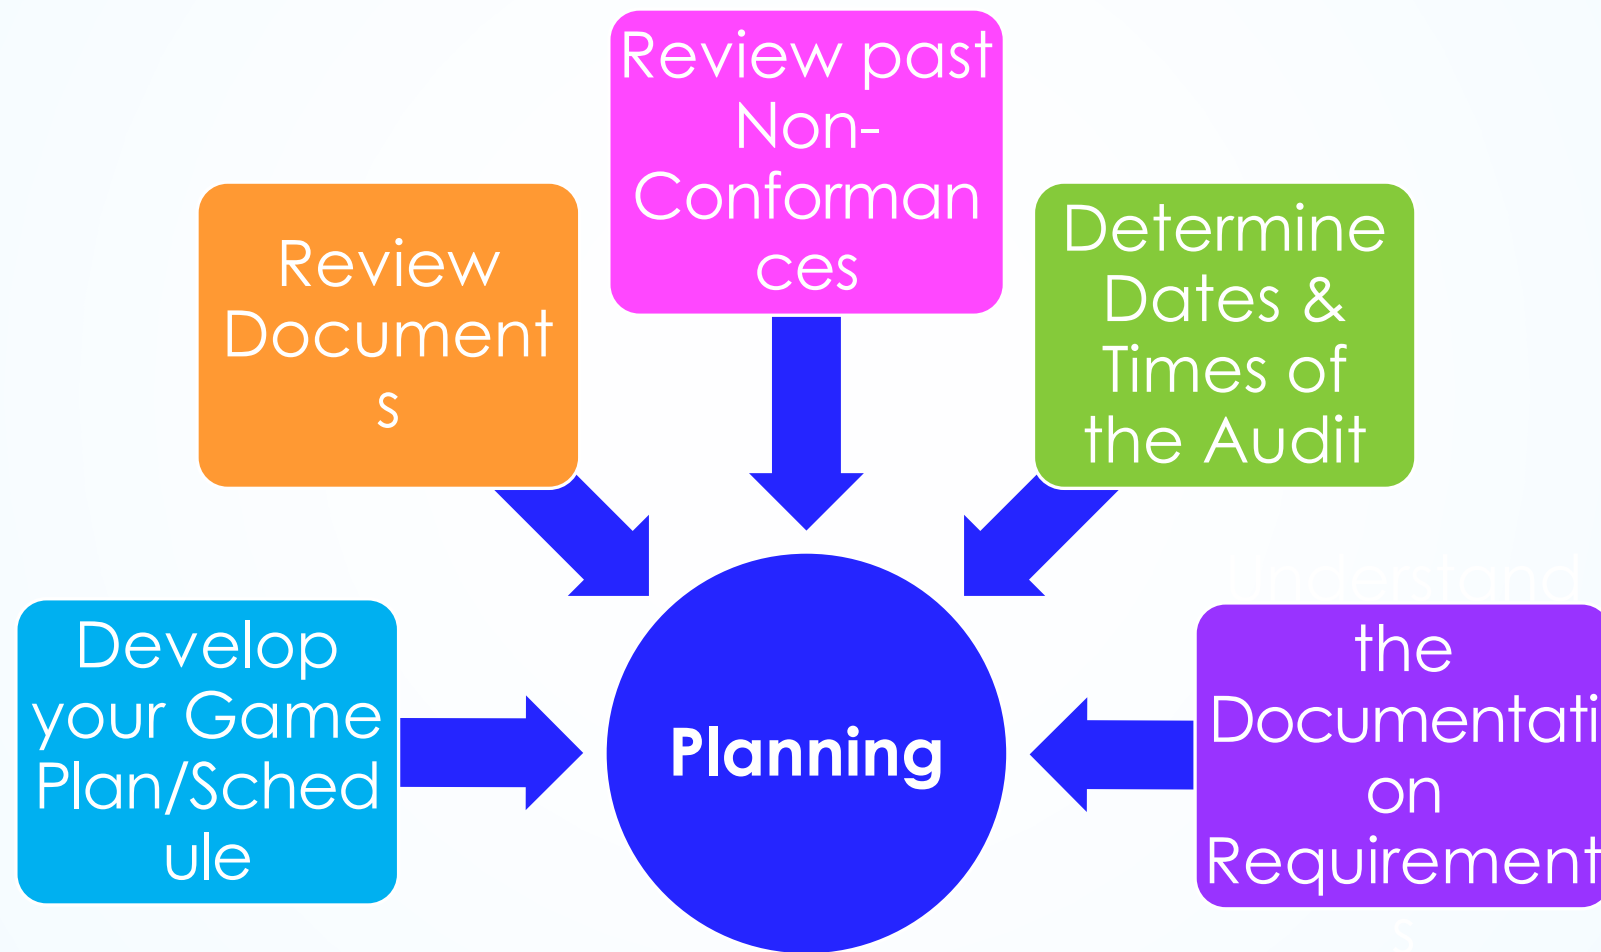 Review past
Non-
Conforman
ces
Review
Document
s
Determine
Dates &
Times of
the Audit
Develop
your Game
Plan/Sched
ule
Planning
Understand
the
Documentati
on
Requirement
s